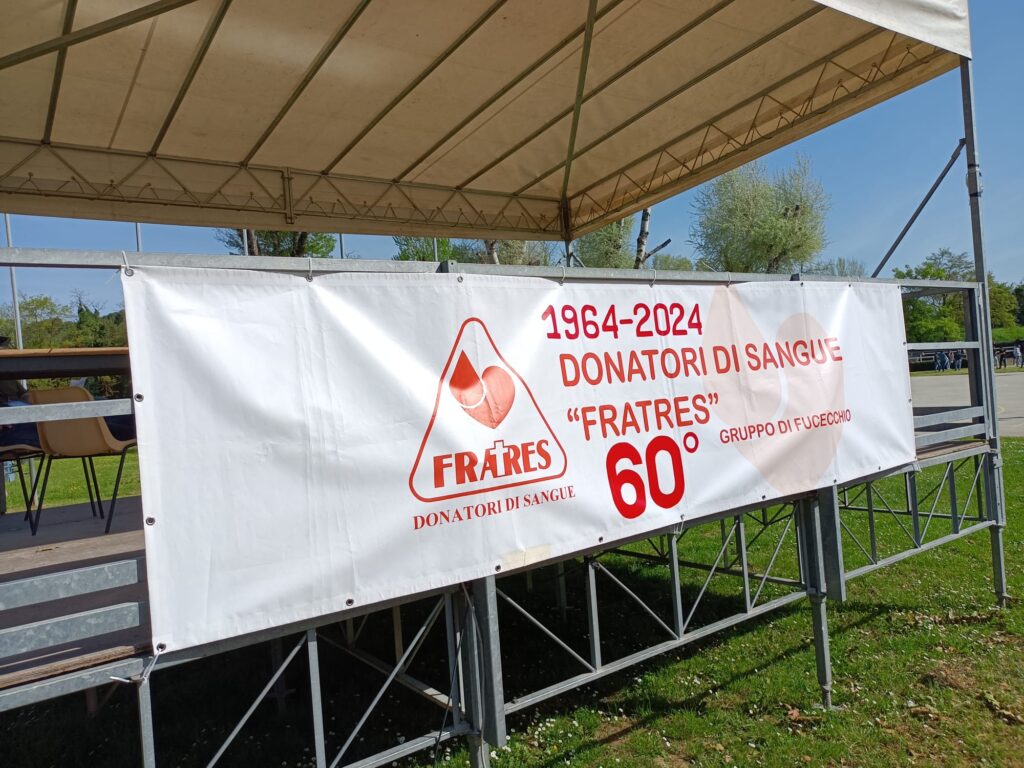 FRATRES
DONATORI DI SANGUE
1964-2024
DONATORI DI SANGUE
"FRATRES"
60°
GRUPPO DI FUCECCHIO